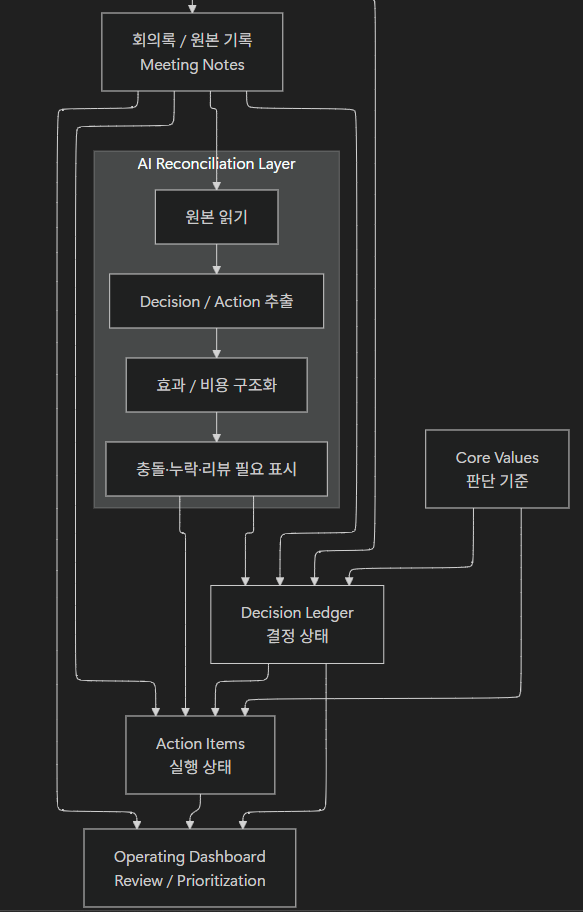 회의록 / 원본 기록
Meeting Notes
AI Reconciliation Layer
원본 읽기
Decision / Action 추출
효과 / 비용 구조화
충돌·누락·리뷰 필요 표시
Core Values
판단 기준
Decision Ledger
결정 상태
Action Items
실행 상태
Operating Dashboard
Review / Prioritization